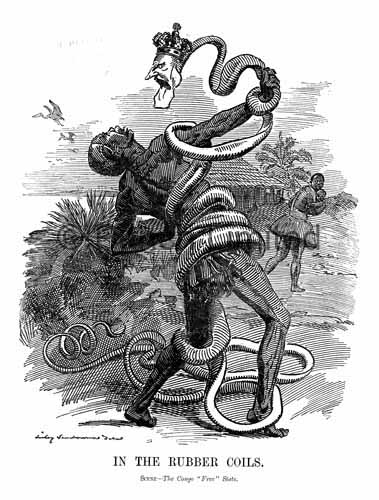 IN THE RUBBER COILS.
SCENE—The Congo "Free" State.